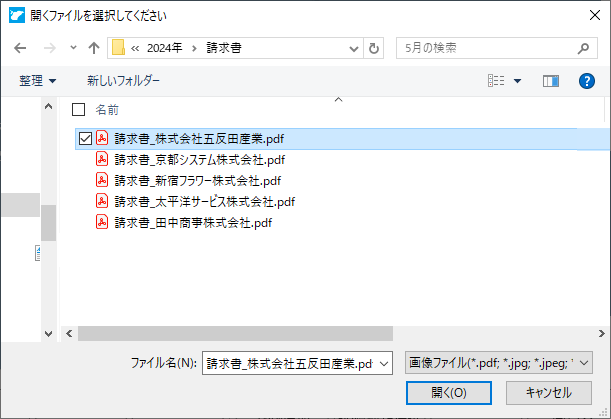 開くファイルを選択してください
« 2024年 › 請求書
5月の検索
整理 新しいフォルダー
?
名前
請求書_株式会社五反田産業.pdf
請求書_京都システム株式会社.pdf
請求書_新宿フラワー株式会社.pdf
請求書_太平洋サービス株式会社.pdf
請求書_田中商事株式会社.pdf
ファイル名(N): 請求書_株式会社五反田産業.pdf
画像ファイル(*.pdf; *.jpg; *.jpeg; *
開く(O) キャンセル